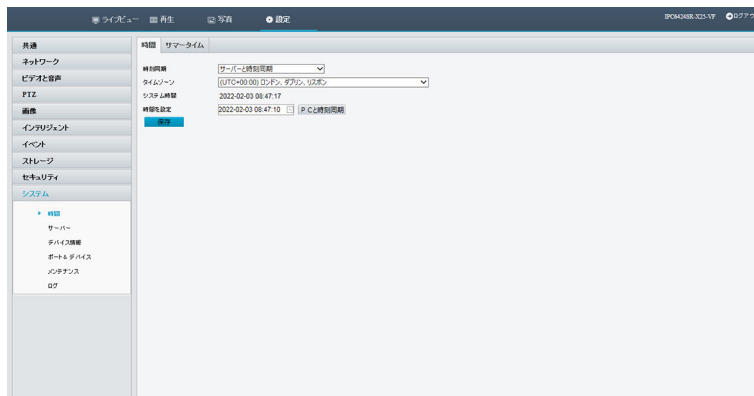 ライブビュー 再生 写真 設定 IPC6424SR-X25-VF ログアウ
共通 時間 サマータイム
ネットワーク 時刻同期 サーバーと時刻同期
ビデオと音声 タイムゾーン (UTC+00:00) ロンドン, ダブリン, リスボン
PTZ システム時間 2022-02-03 08:47:17
画像 時間を設定 2022-02-03 08:47:10 PCと時刻同期
インテリジェント 保存
イベント
ストレージ
セキュリティ
システム
時間
サーバー
デバイス情報
ポート& デバイス
メンテナンス
ログ